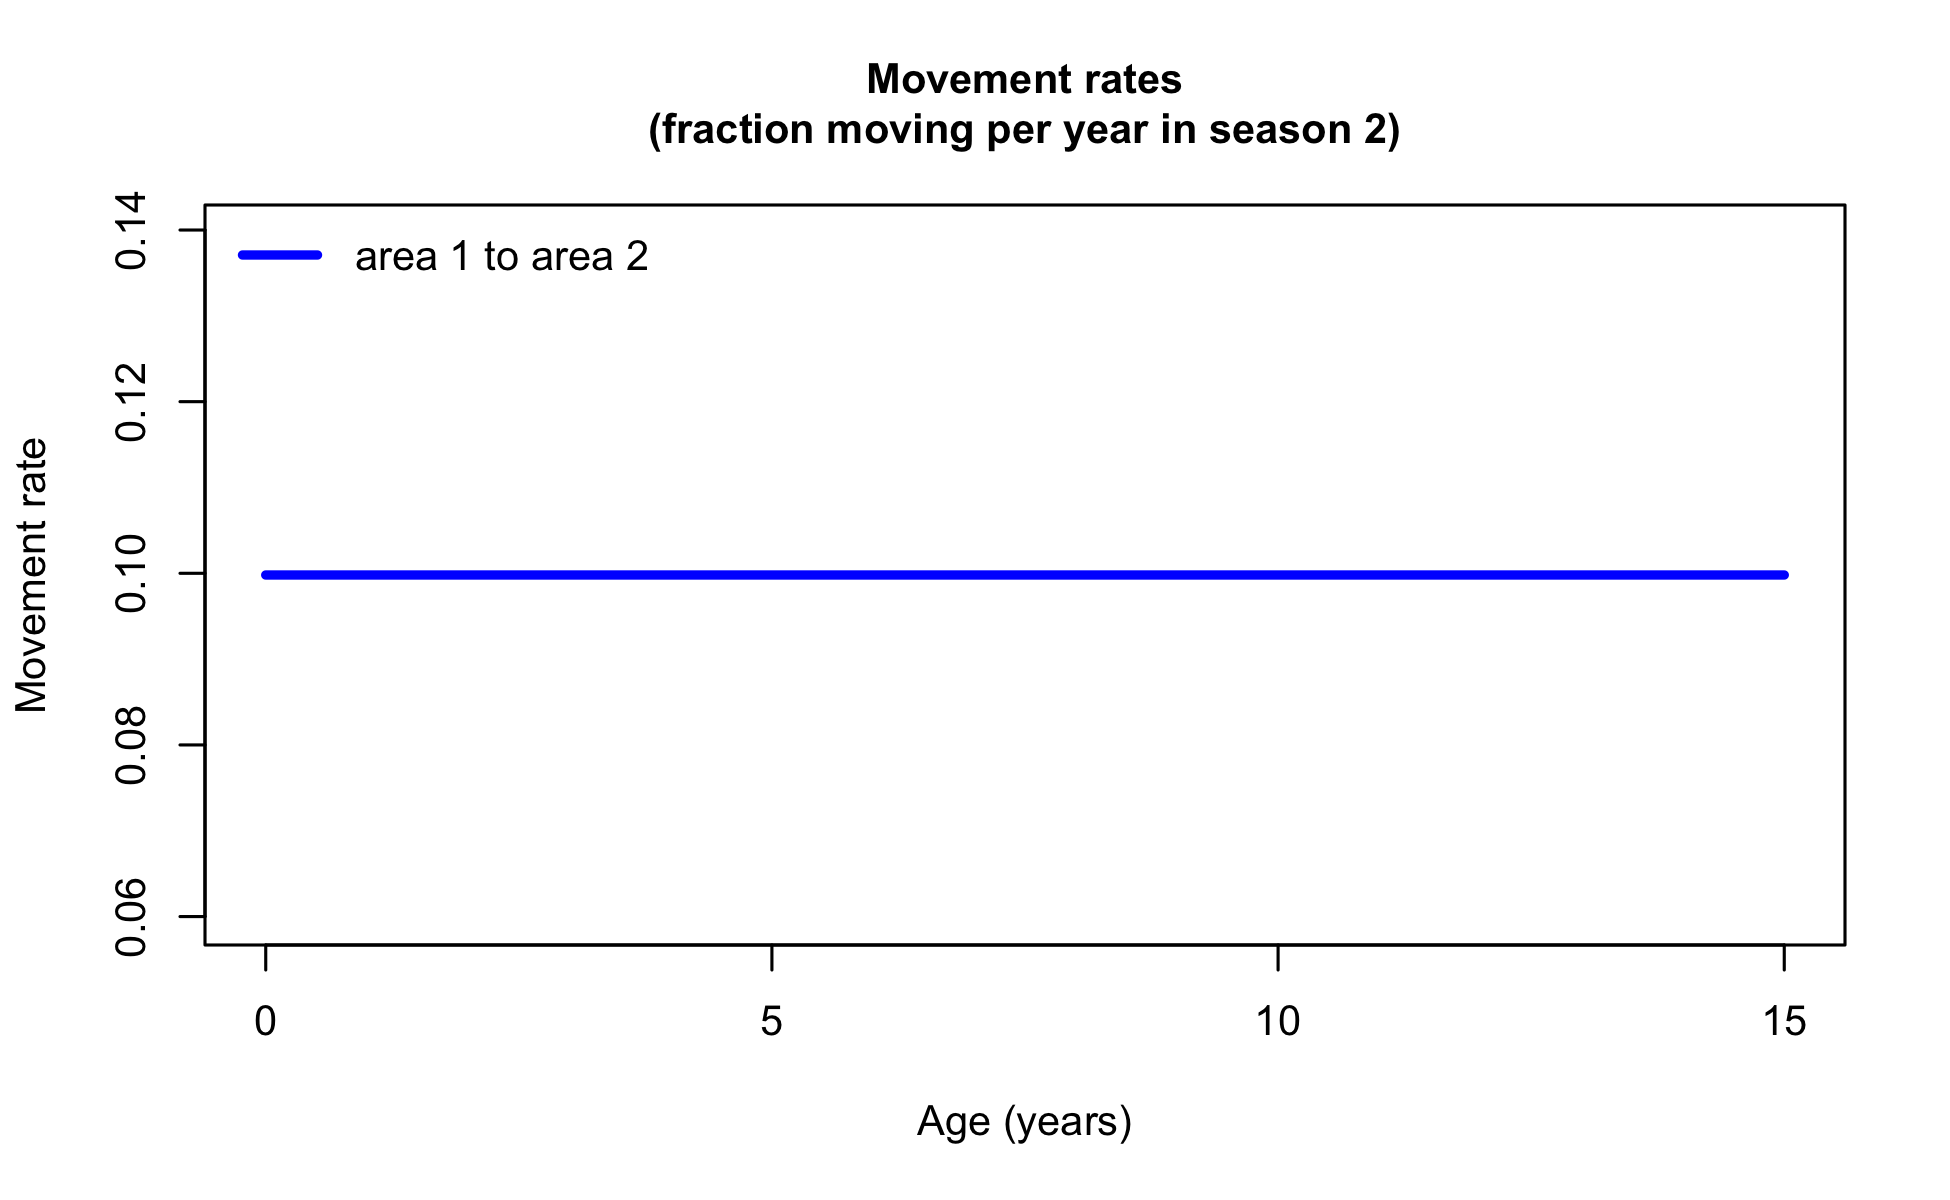 Movement rates
(fraction moving per year in season 2)
area 1 to area 2
Movement rate
0.14
0.12
0.10
0.08
0.06
0 5 10 15
Age (years)